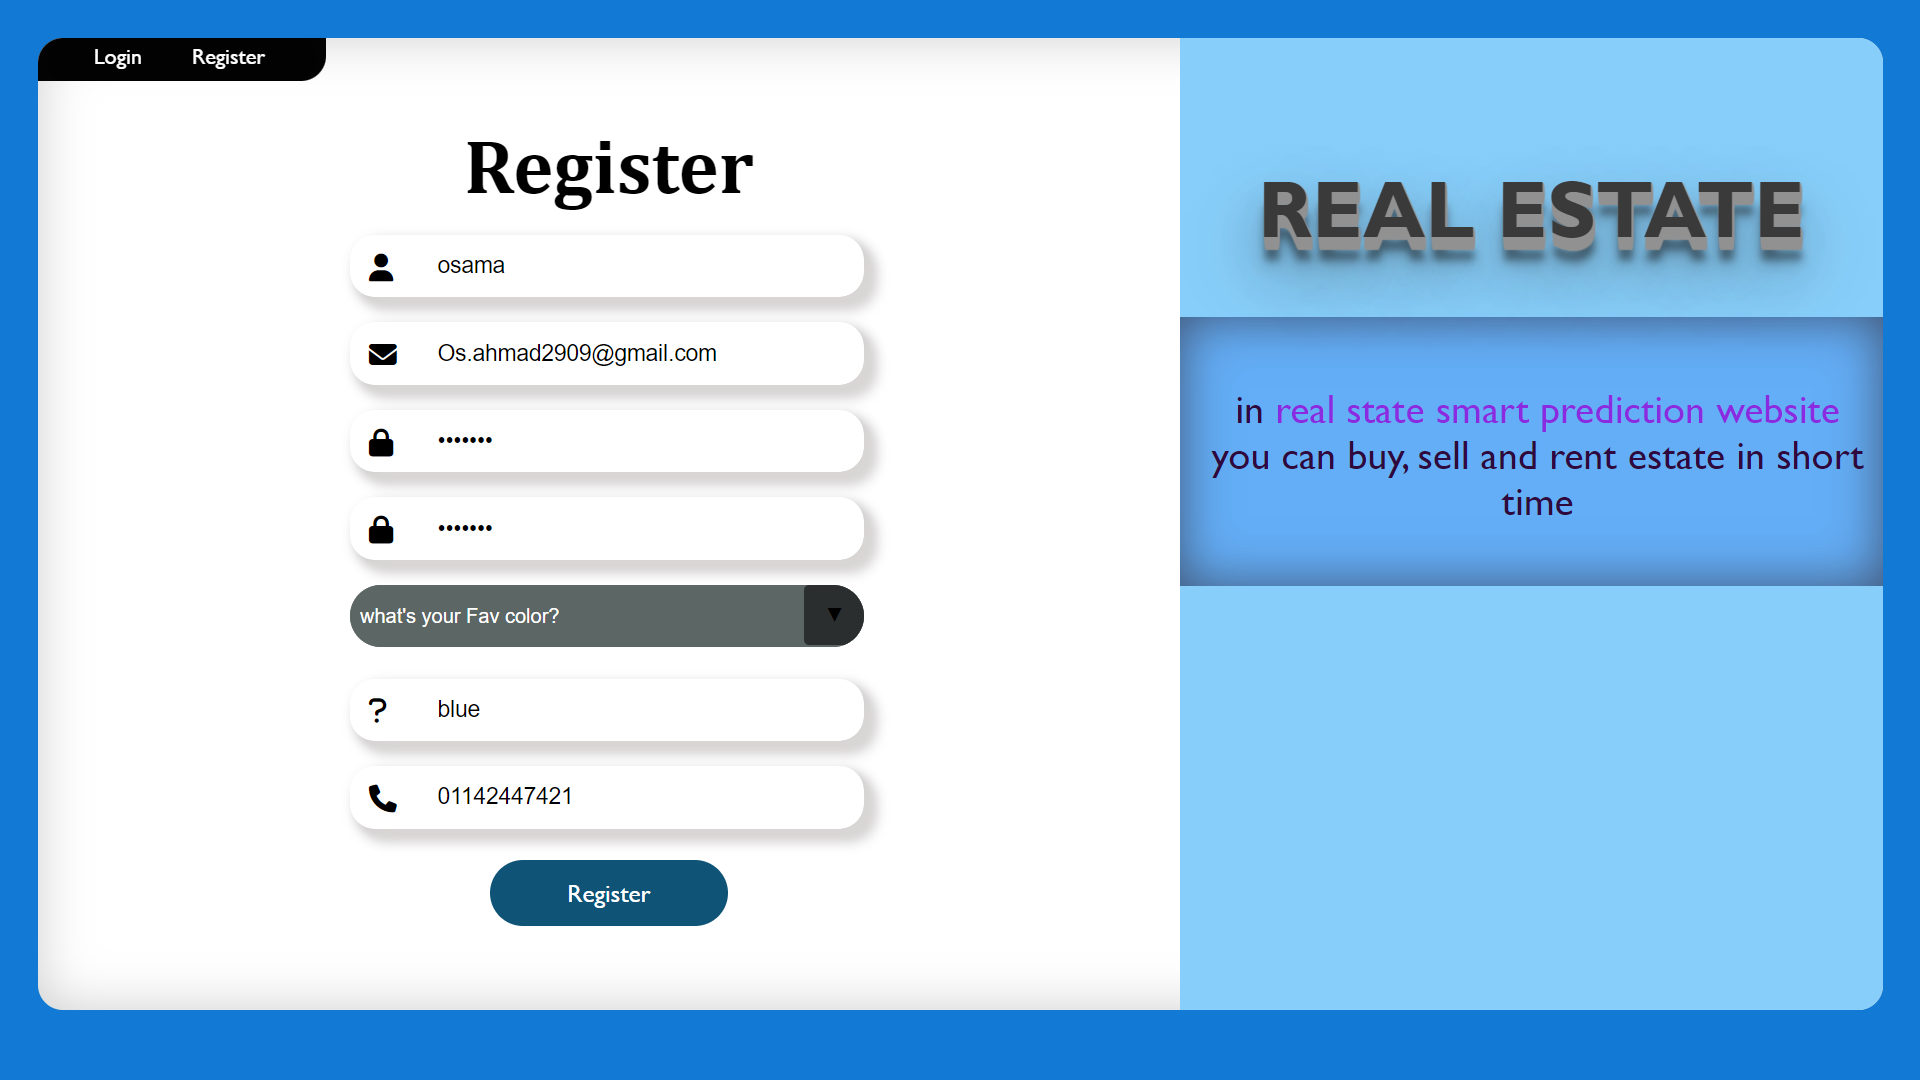 Login Register
Register
osama
Os.ahmad2909@gmail.com
•••••••
•••••••
what's your Fav color? ▼
? blue
01142447421
Register
REAL ESTATE
in real state smart prediction website
you can buy, sell and rent estate in short
time